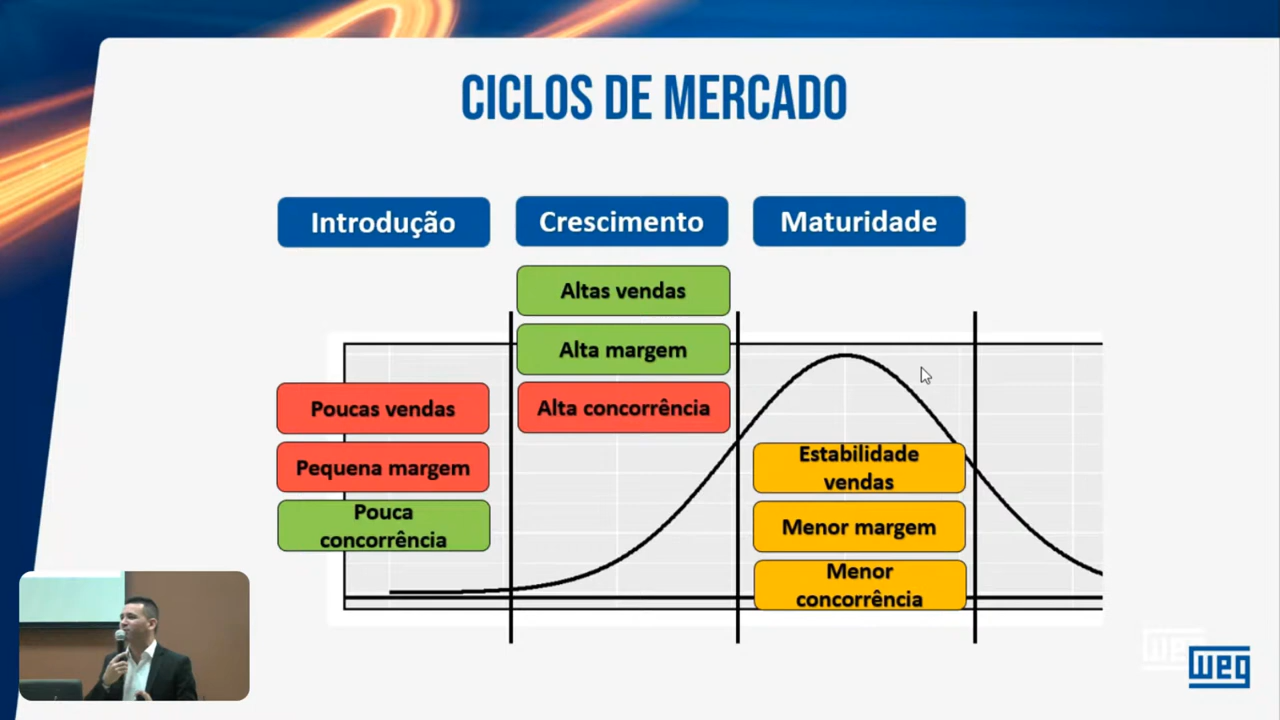 CICLOS DE MERCADO
Introdução
Crescimento
Maturidade
Altas vendas
Alta margem
Alta concorrência
Poucas vendas
Pequena margem
Pouca
concorrência
Estabilidade
vendas
Menor margem
Menor
concorrência
weg
weg